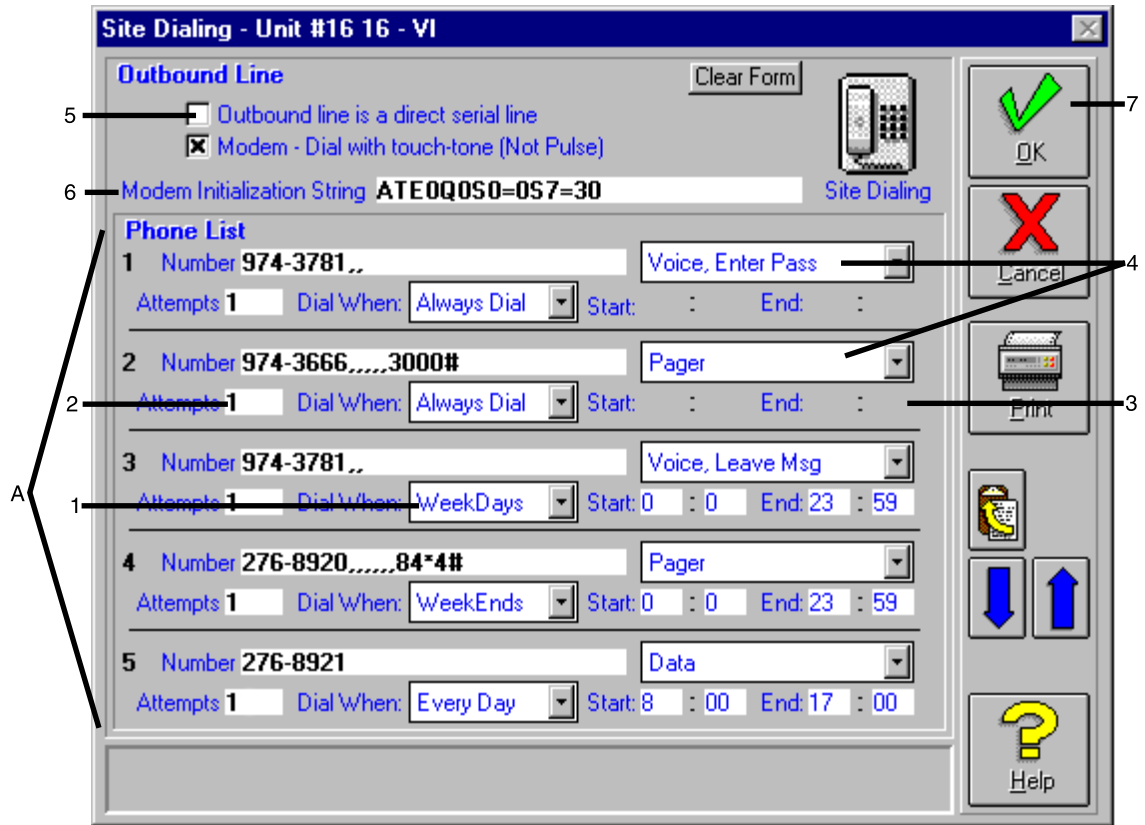 Site Dialing - Unit #16 16 - VI
Outbound Line
Clear Form
5
Outbound line is a direct serial line
7
Modem - Dial with touch-tone (Not Pulse)
OK
6
Modem Initialization String ATE0Q0S0=0S7=30
Site Dialing
Phone List
1 Number 974-3781,, Voice, Enter Pass
4
Cancel
Attempts 1 Dial When: Always Dial Start: : End: :
2 Number 974-3666,,,,,3000# Pager
2
Attempts 1 Dial When: Always Dial Start: : End: :
3
Print
3 Number 974-3781,, Voice, Leave Msg
A
1
Attempts 1 Dial When: WeekDays Start: 0 : 0 End: 23 : 59
4 Number 276-8920,,,,,,84*4# Pager
Attempts 1 Dial When: WeekEnds Start: 0 : 0 End: 23 : 59
5 Number 276-8921 Data
Attempts 1 Dial When: Every Day Start: 8 : 00 End: 17 : 00
Help